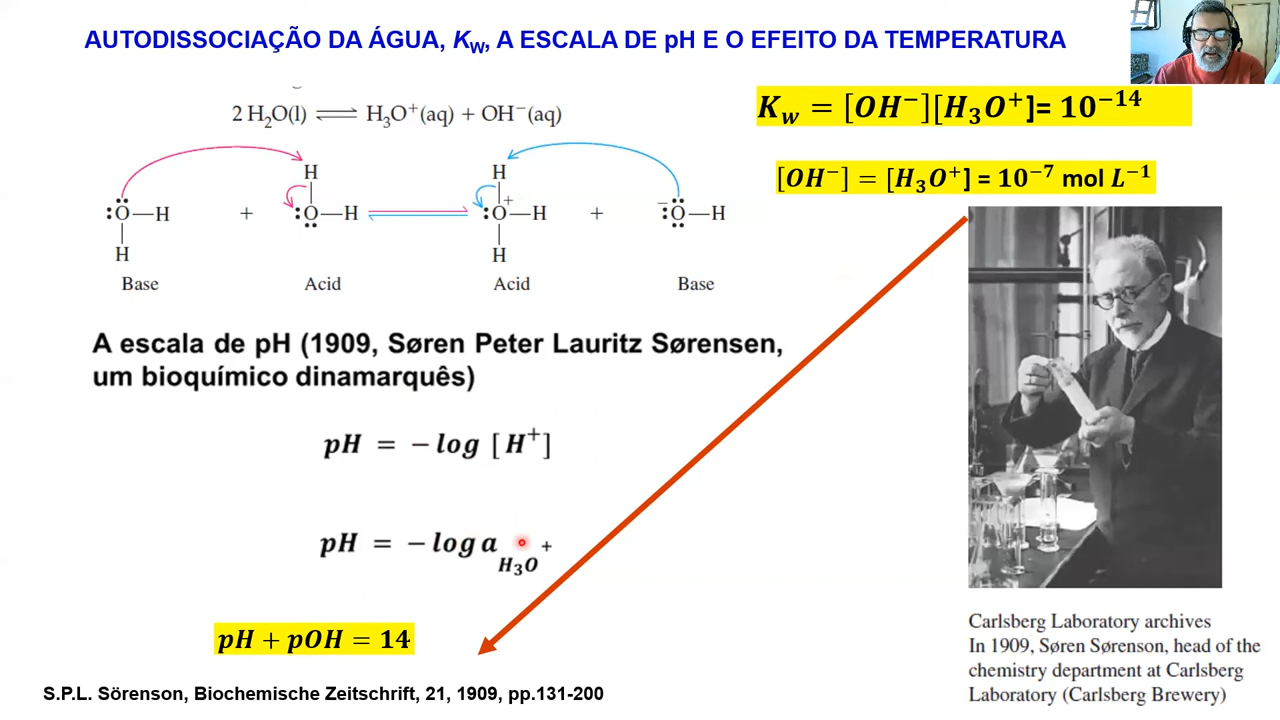 AUTODISSOCIAÇÃO DA ÁGUA, K_W, A ESCALA DE pH E O EFEITO DA TEMPERATURA
2 H₂O(l) ⇌ H₃O⁺(aq) + OH⁻(aq)
K_w = [OH⁻][H₃O⁺]= 10⁻¹⁴
[OH⁻] = [H₃O⁺] = 10⁻⁷ mol L⁻¹
H H
:Ö—H + :O—H ⇌ :O⁺—H + ⁻:Ö—H
H H
Base Acid Acid Base
A escala de pH (1909, Søren Peter Lauritz Sørensen,
um bioquímico dinamarquês)
pH = −log [H⁺]
pH = −log a H₃O⁺
pH + pOH = 14
S.P.L. Sörenson, Biochemische Zeitschrift, 21, 1909, pp.131-200
Carlsberg Laboratory archives
In 1909, Søren Sørenson, head of the
chemistry department at Carlsberg
Laboratory (Carlsberg Brewery)